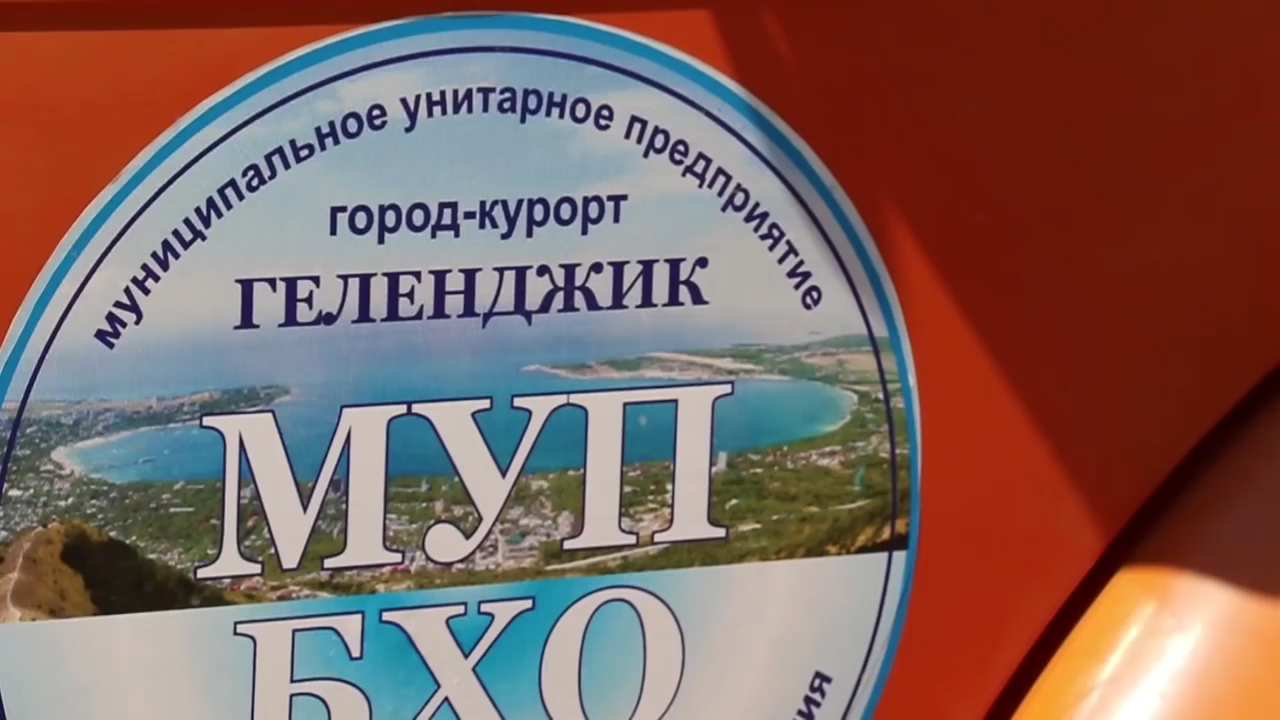 муниципальное унитарное предприятие
город-курорт
ГЕЛЕНДЖИК
МУП
БХО